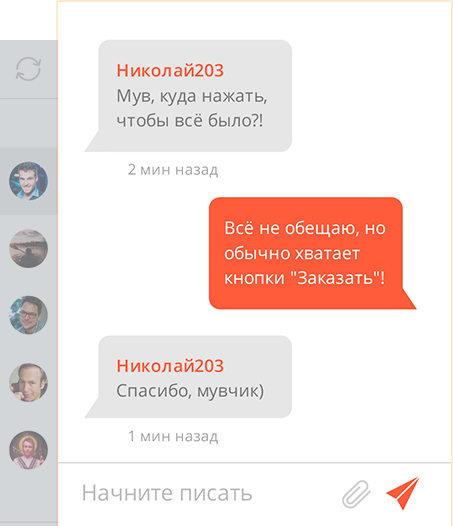 Николай203
Мув, куда нажать,
чтобы всё было?!
2 мин назад
Всё не обещаю, но
обычно хватает
кнопки "Заказать"!
Николай203
Спасибо, мувчик)
1 мин назад
Начните писать